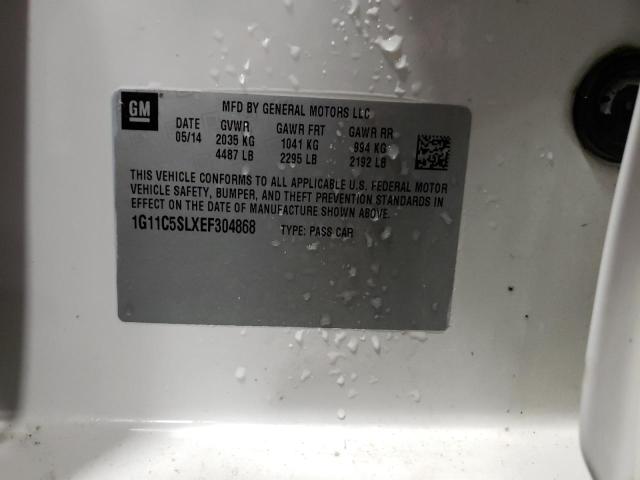 GM
MFD BY GENERAL MOTORS LLC
DATE GVWR GAWR FRT GAWR RR
05/14 2035 KG 1041 KG 994 KG
4487 LB 2295 LB 2192 LB
THIS VEHICLE CONFORMS TO ALL APPLICABLE U.S. FEDERAL MOTOR
VEHICLE SAFETY, BUMPER, AND THEFT PREVENTION STANDARDS IN
EFFECT ON THE DATE OF MANUFACTURE SHOWN ABOVE.
1G11C5SLXEF304868 TYPE: PASS CAR